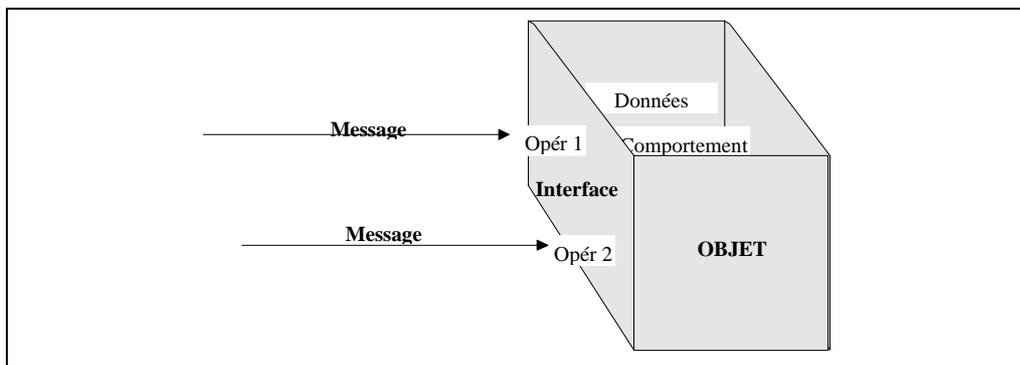 Données
Message
Opér 1
Comportement
Interface
Message
Opér 2
OBJET